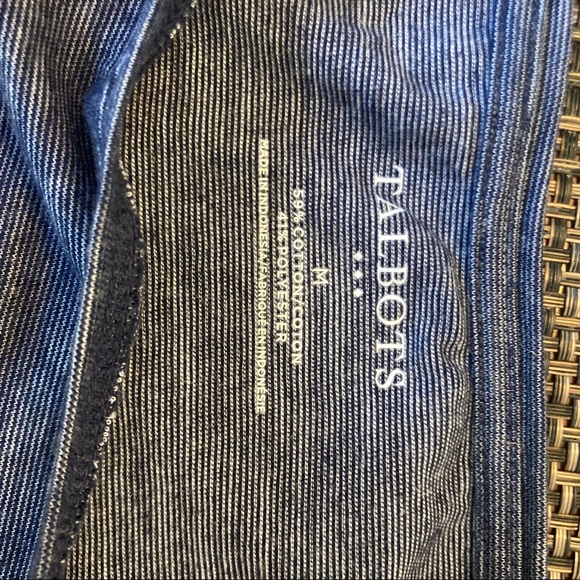 TALBOTS
M
59% COTTON/COTON
41% POLYESTER
MADE IN INDONESIA/FABRIQUÉ EN INDONÉSIE